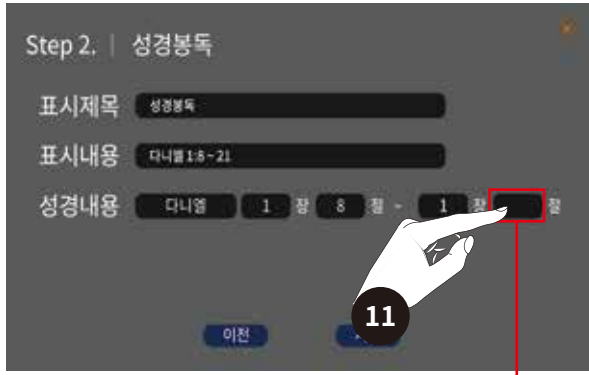 Step 2. | 성경봉독
표시제목 성경봉독
표시내용 다니엘 1:8~21
성경내용 다니엘 1 장 8 절 ~ 1 장 절
이전
11